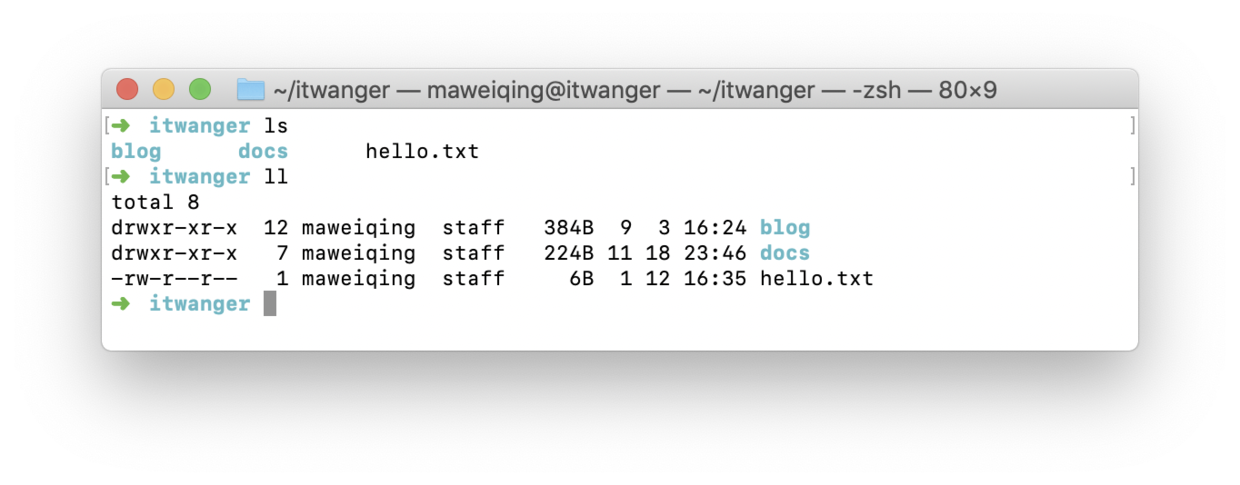 ~/itwanger — maweiqing@itwanger — ~/itwanger — -zsh — 80×9
[➜  itwanger ls ]
blog      docs      hello.txt
[➜  itwanger ll ]
total 8
drwxr-xr-x  12 maweiqing  staff   384B  9  3 16:24 blog
drwxr-xr-x   7 maweiqing  staff   224B 11 18 23:46 docs
-rw-r--r--   1 maweiqing  staff     6B  1 12 16:35 hello.txt
➜  itwanger